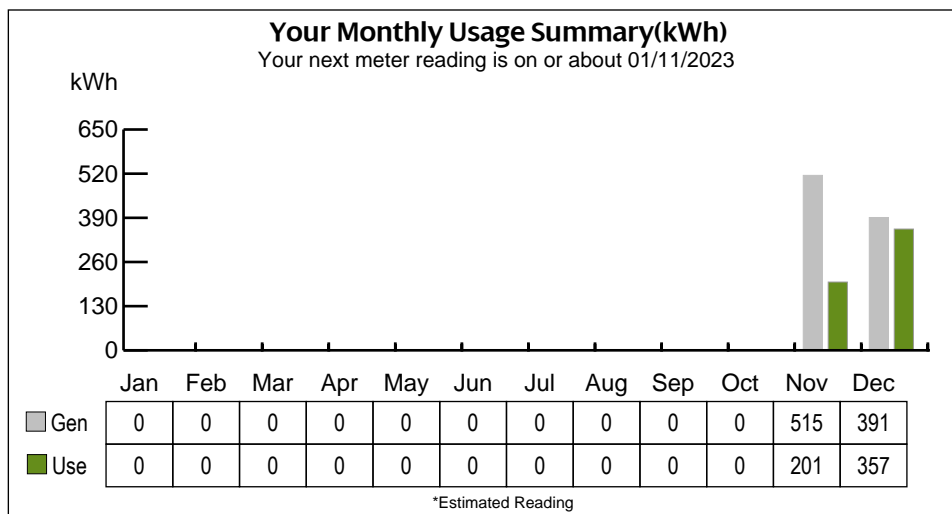 Your Monthly Usage Summary(kWh)
Your next meter reading is on or about 01/11/2023
kWh
650
520
390
260
130
0
Jan Feb Mar Apr May Jun Jul Aug Sep Oct Nov Dec
Gen 0 0 0 0 0 0 0 0 0 0 515 391
Use 0 0 0 0 0 0 0 0 0 0 201 357
*Estimated Reading